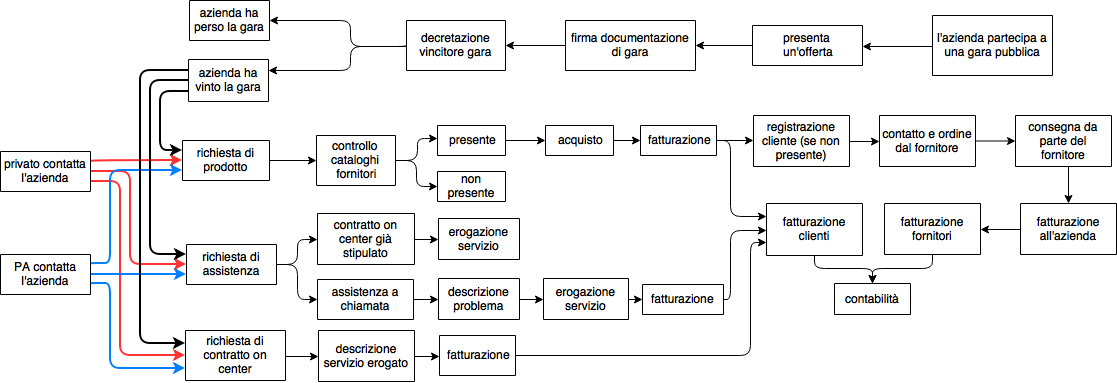 azienda ha
perso la gara
decretazione
vincitore gara
firma documentazione
di gara
presenta
un'offerta
l'azienda partecipa a
una gara pubblica
azienda ha
vinto la gara
privato contatta
l'azienda
richiesta di
prodotto
controllo
cataloghi
fornitori
presente
acquisto
fatturazione
registrazione
cliente (se non
presente)
contatto e ordine
dal fornitore
consegna da
parte del
fornitore
non
presente
PA contatta
l'azienda
richiesta di
assistenza
contratto on
center già
stipulato
erogazione
servizio
fatturazione
clienti
fatturazione
fornitori
fatturazione
all'azienda
assistenza a
chiamata
descrizione
problema
erogazione
servizio
fatturazione
contabilità
richiesta di
contratto on
center
descrizione
servizio erogato
fatturazione